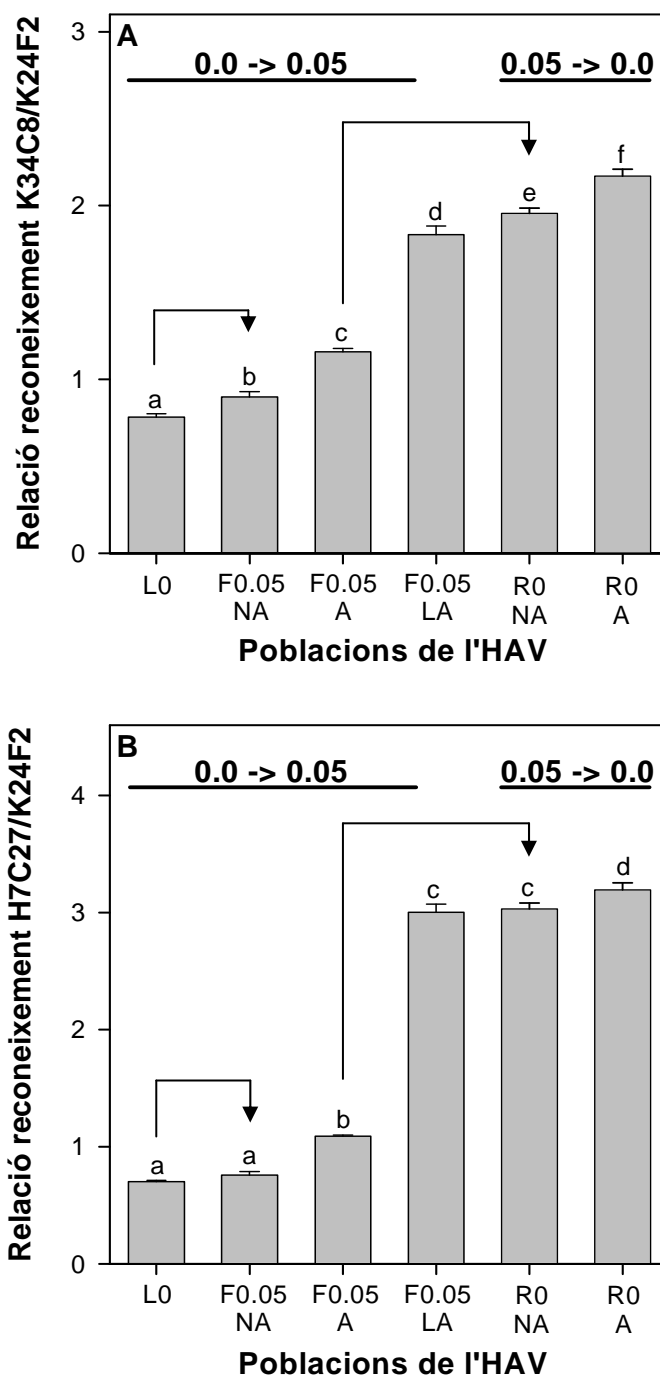 A
0.0 -> 0.05
0.05 -> 0.0
Relació reconeixement K34C8/K24F2
3
2
1
0
a
b
c
d
e
f
L0
F0.05 NA
F0.05 A
F0.05 LA
R0 NA
R0 A
Poblacions de l'HAV
B
0.0 -> 0.05
0.05 -> 0.0
Relació reconeixement H7C27/K24F2
4
3
2
1
0
a
a
b
c
c
d
L0
F0.05 NA
F0.05 A
F0.05 LA
R0 NA
R0 A
Poblacions de l'HAV